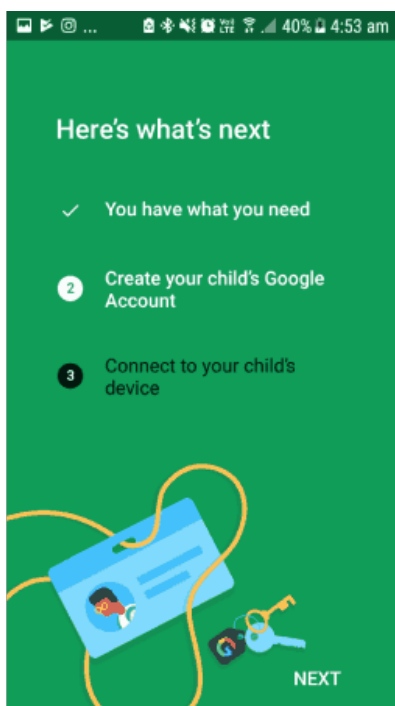 ... 40% 4:53 am
Here's what's next
You have what you need
2 Create your child's Google
Account
3 Connect to your child's
device
NEXT